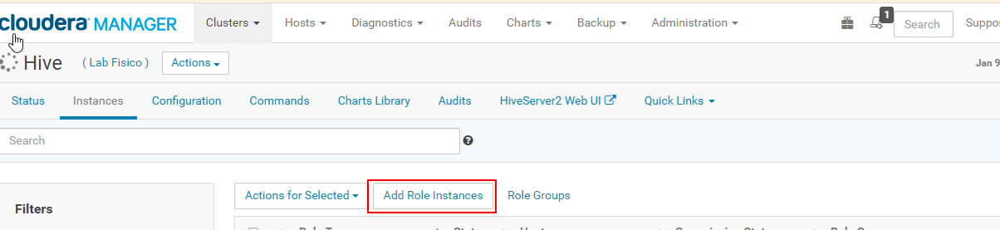 cloudera MANAGER Clusters Hosts Diagnostics Audits Charts Backup Administration 1 Search Suppor
Hive ( Lab Fisico ) Actions Jan 9
Status Instances Configuration Commands Charts Library Audits HiveServer2 Web UI Quick Links
Search
Filters
Actions for Selected Add Role Instances Role Groups